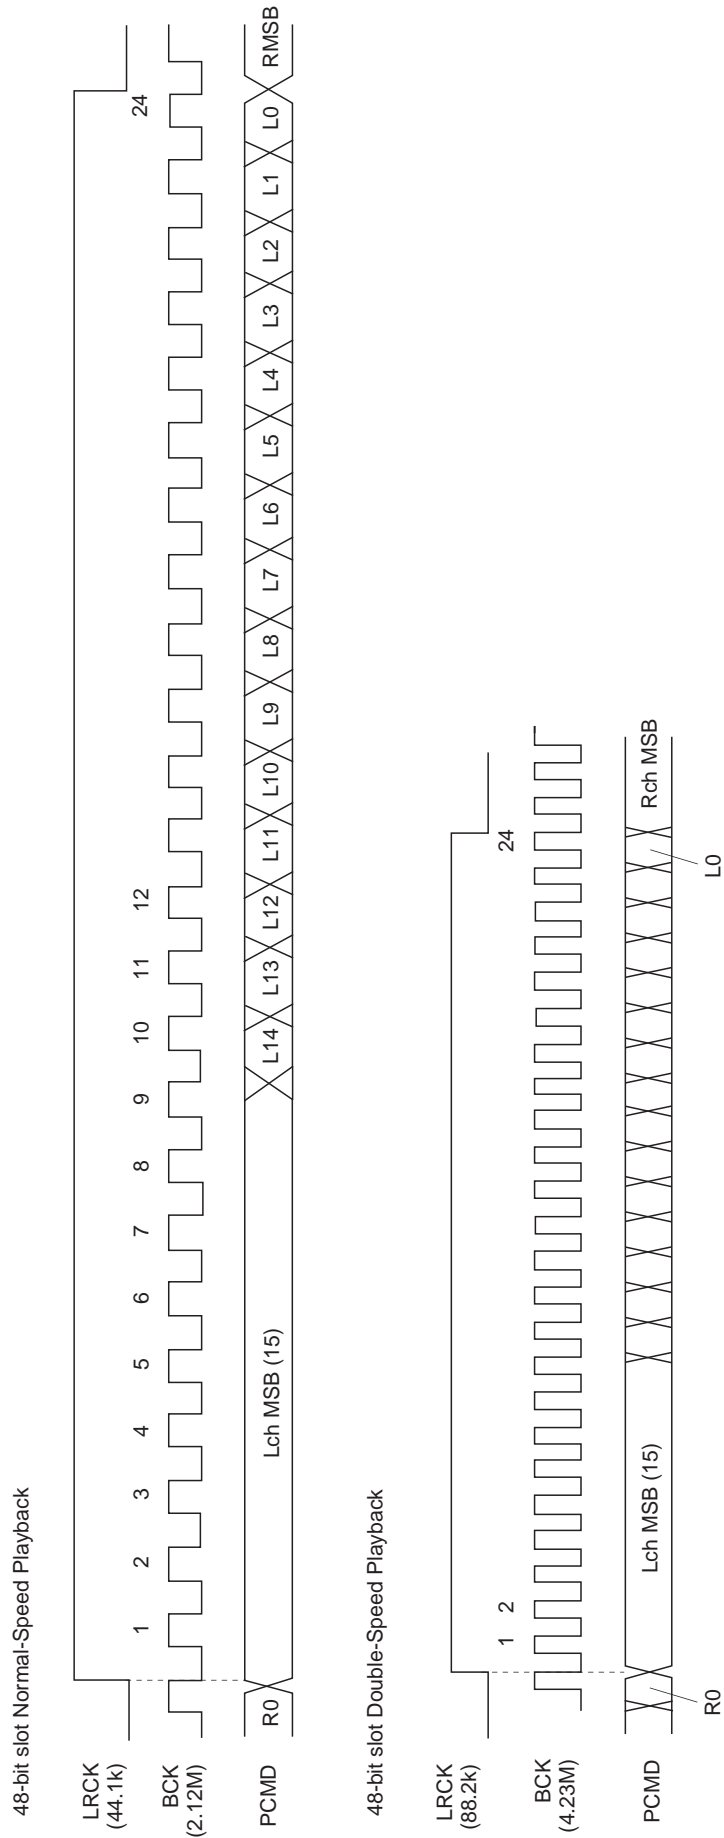 48-bit slot Normal-Speed Playback
LRCK
(44.1k)
1 2 3 4 5 6 7 8 9 10 11 12 24
BCK
(2.12M)
PCMD R0 Lch MSB (15) L14 L13 L12 L11 L10 L9 L8 L7 L6 L5 L4 L3 L2 L1 L0 RMSB
48-bit slot Double-Speed Playback
LRCK
(88.2k)
1 2 24
BCK
(4.23M)
PCMD Lch MSB (15) Rch MSB
R0 L0